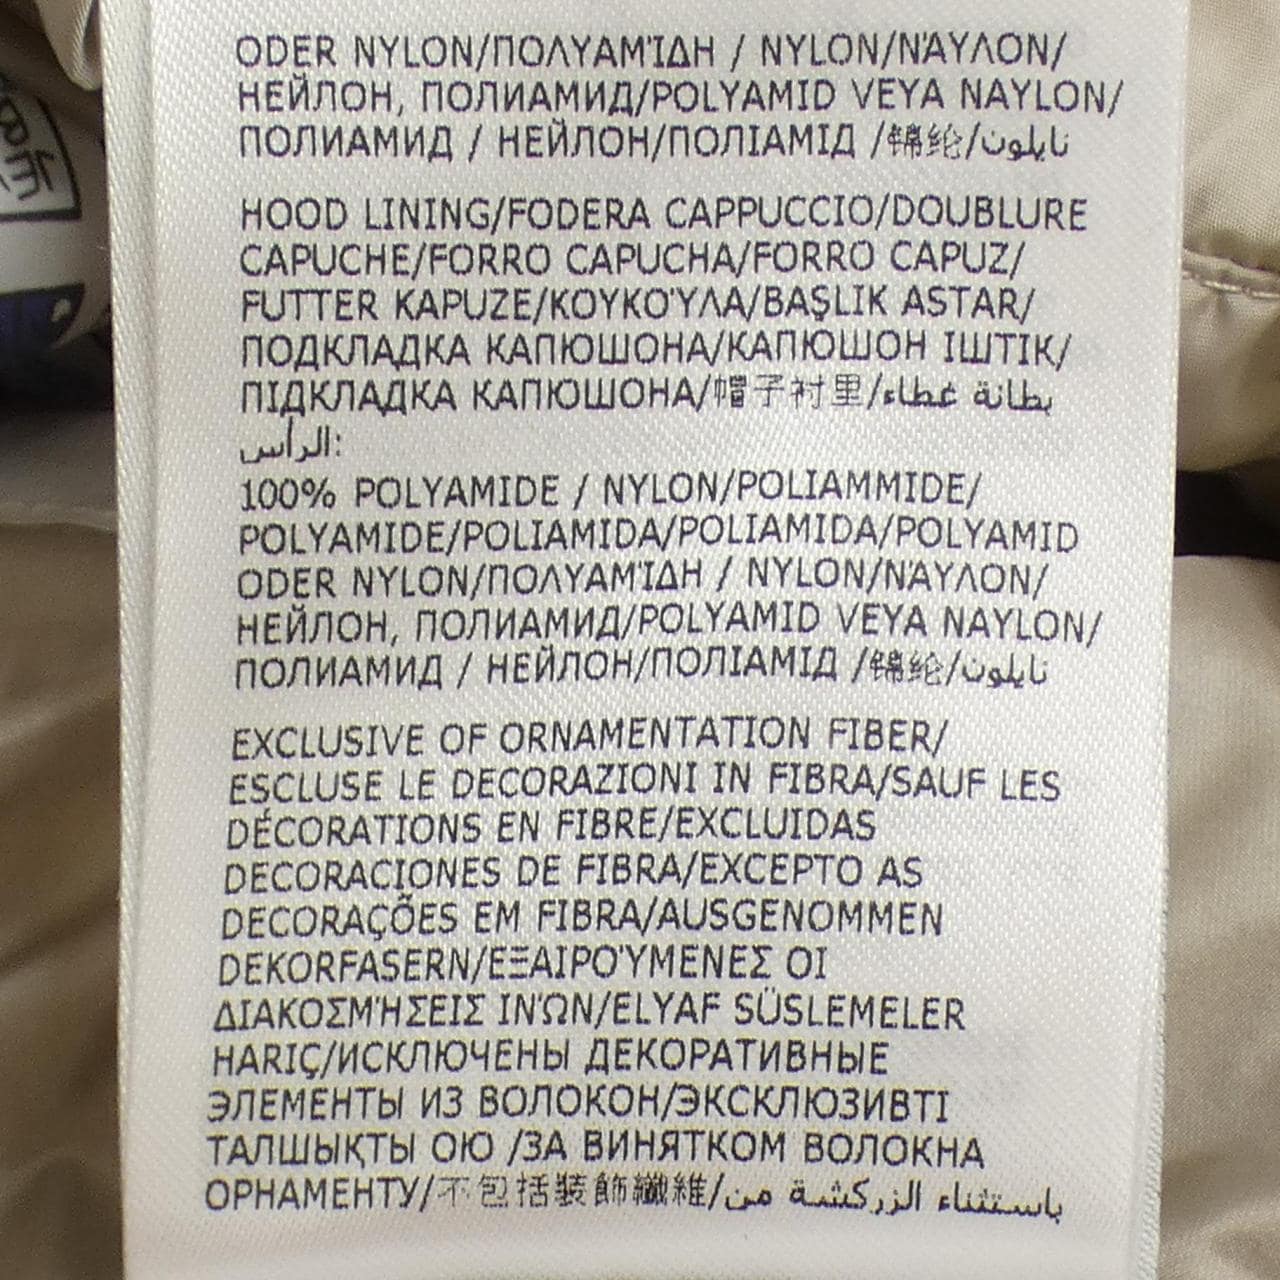 ODER NYLON/ΠΟΛΥΑΜΊΔΗ / NYLON/ΝΆΥΛΟΝ/
НЕЙЛОН, ПОЛИАМИД/POLYAMID VEYA NAYLON/
ПОЛИАМИД / НЕЙЛОН/ПОЛІАМІД /锦纶/نايلون
HOOD LINING/FODERA CAPPUCCIO/DOUBLURE
CAPUCHE/FORRO CAPUCHA/FORRO CAPUZ/
FUTTER KAPUZE/ΚΟΥΚΟΎΛΑ/BAŞLIK ASTAR/
ПОДКЛАДКА КАПЮШОНА/КАПЮШОН ІШТІК/
ПІДКЛАДКА КАПЮШОНА/帽子衬里/بطانة غطاء
الرأس:
100% POLYAMIDE / NYLON/POLIAMMIDE/
POLYAMIDE/POLIAMIDA/POLIAMIDA/POLYAMID
ODER NYLON/ΠΟΛΥΑΜΊΔΗ / NYLON/ΝΆΥΛΟΝ/
НЕЙЛОН, ПОЛИАМИД/POLYAMID VEYA NAYLON/
ПОЛИАМИД / НЕЙЛОН/ПОЛІАМІД /锦纶/نايلون
EXCLUSIVE OF ORNAMENTATION FIBER/
ESCLUSE LE DECORAZIONI IN FIBRA/SAUF LES
DÉCORATIONS EN FIBRE/EXCLUIDAS
DECORACIONES DE FIBRA/EXCEPTO AS
DECORAÇÕES EM FIBRA/AUSGENOMMEN
DEKORFASERN/ΕΞΑΙΡΟΎΜΕΝΕΣ ΟΙ
ΔΙΑΚΟΣΜΉΣΕΙΣ ΙΝΏΝ/ELYAF SÜSLEMELER
HARIÇ/ИСКЛЮЧЕНЫ ДЕКОРАТИВНЫЕ
ЭЛЕМЕНТЫ ИЗ ВОЛОКОН/ЭКСКЛЮЗИВТІ
ТАЛШЫҚТЫ ОЮ /ЗА ВИНЯТКОМ ВОЛОКНА
ОРНАМЕНТУ/不包括裝飾纖維/باستثناء الزركشة من